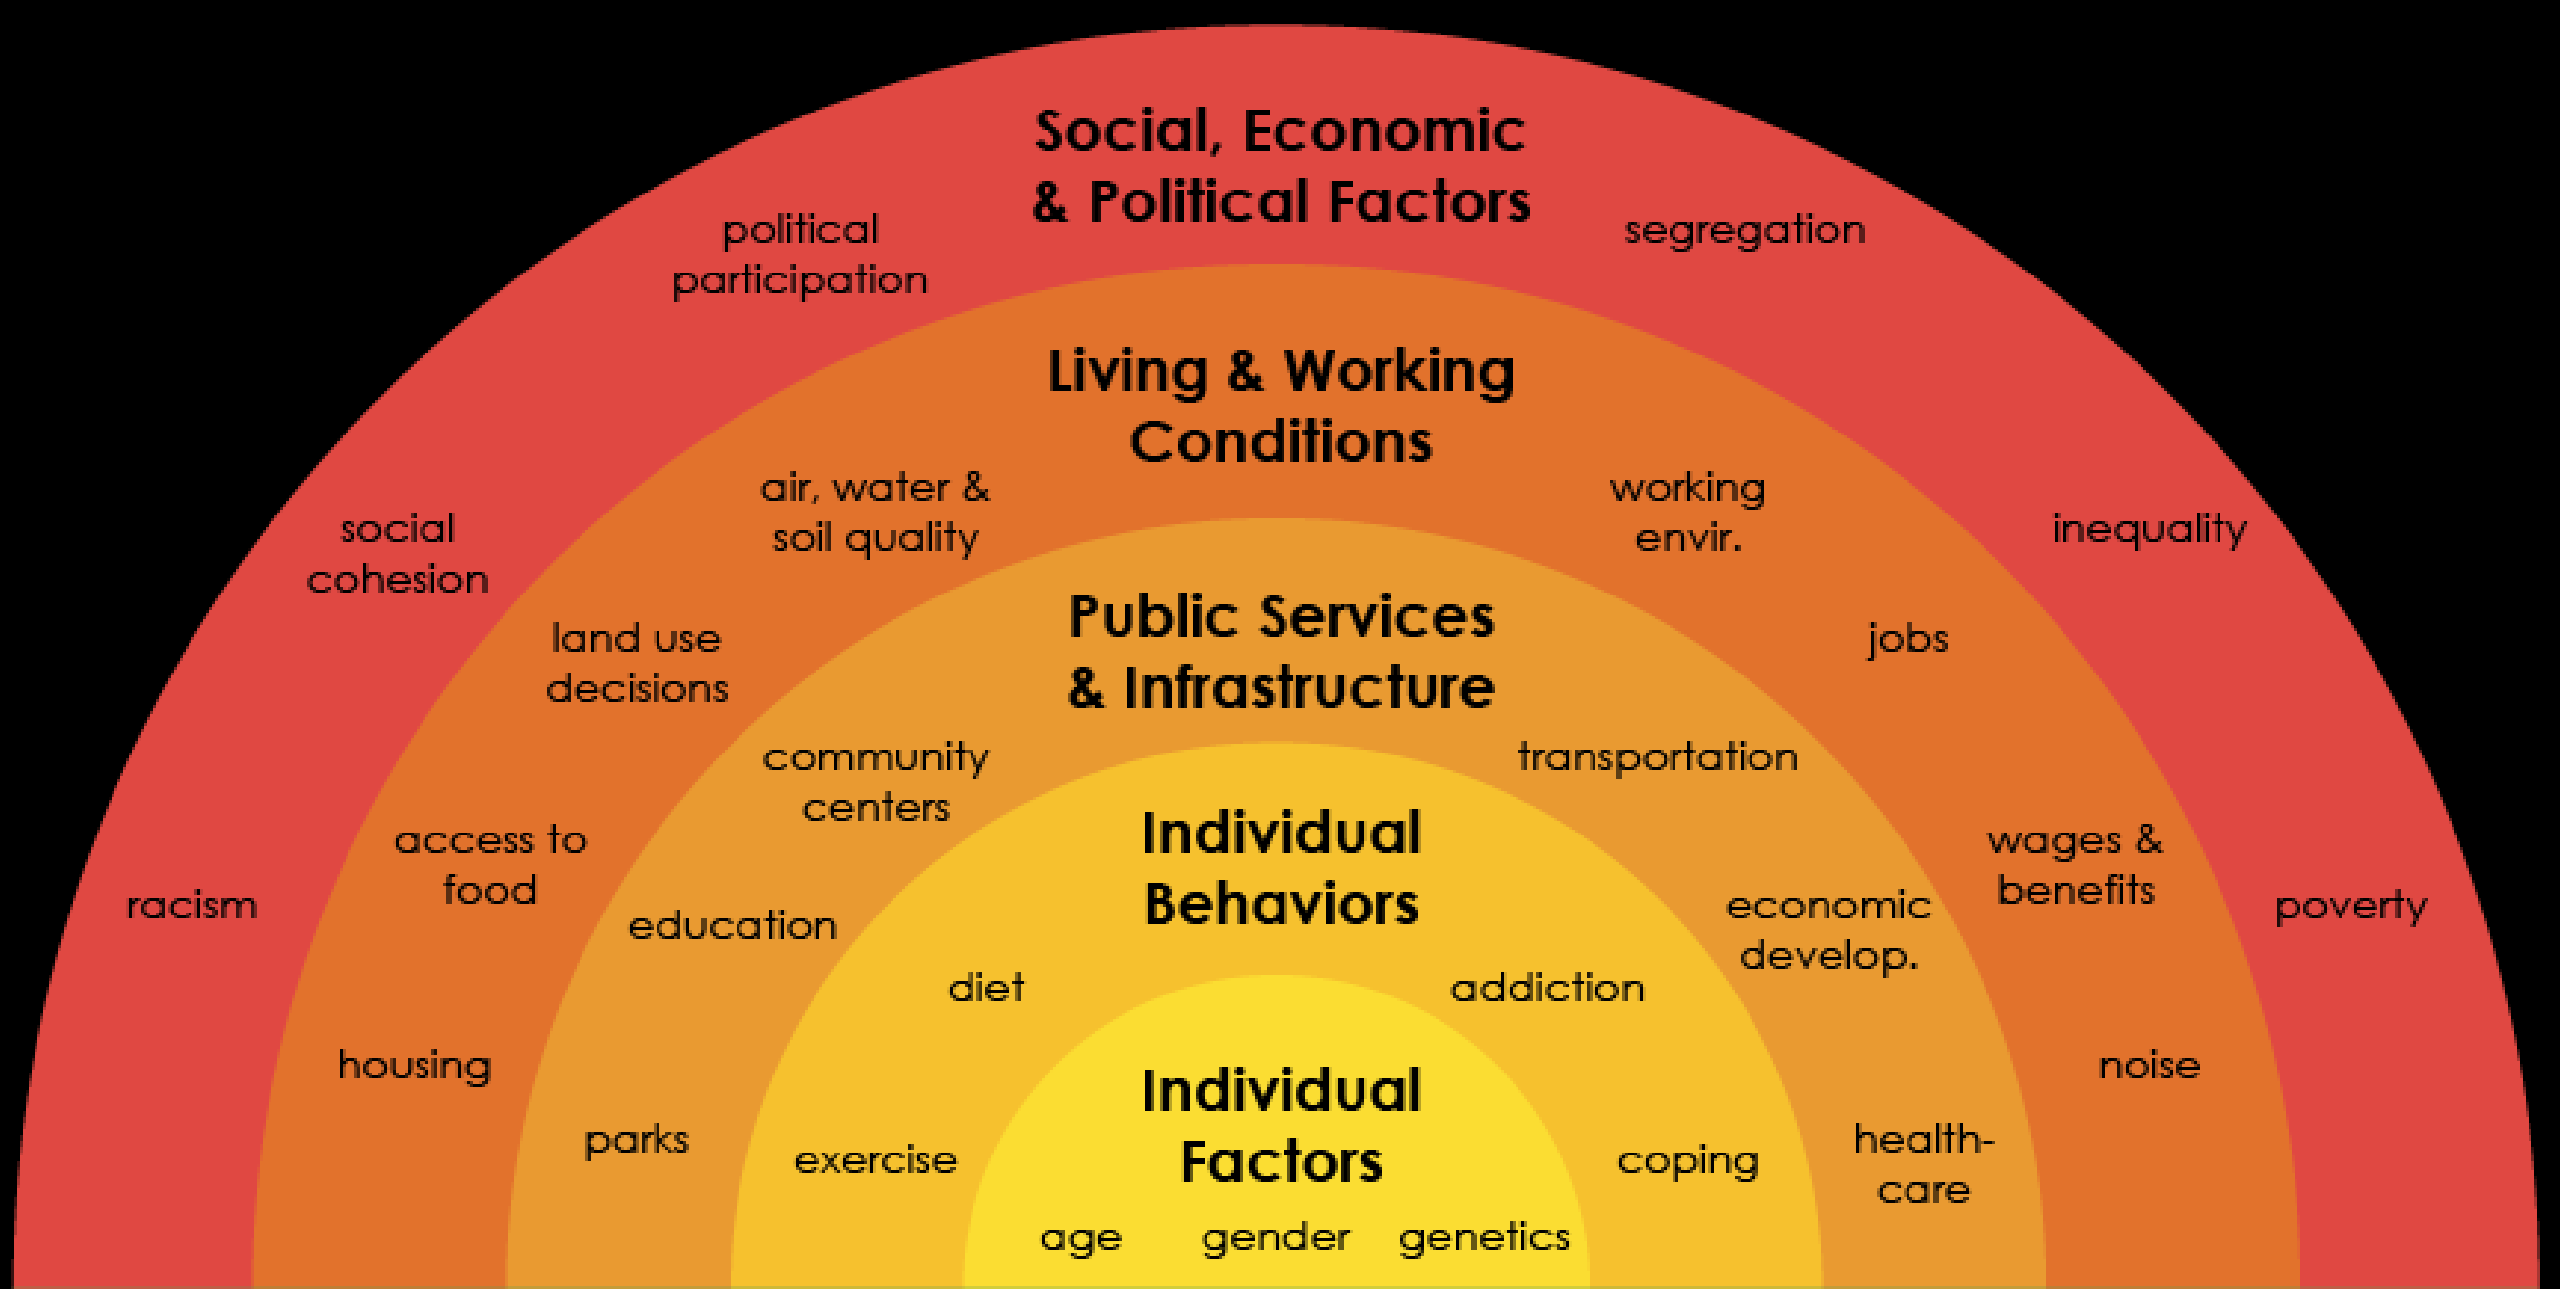 Social, Economic
& Political Factors
political
participation
segregation
social
cohesion
inequality
racism
poverty
Living & Working
Conditions
air, water &
soil quality
working
envir.
land use
decisions
jobs
access to
food
wages &
benefits
housing
noise
Public Services
& Infrastructure
community
centers
transportation
education
economic
develop.
parks
health-
care
Individual
Behaviors
diet
addiction
exercise
coping
Individual
Factors
age gender genetics